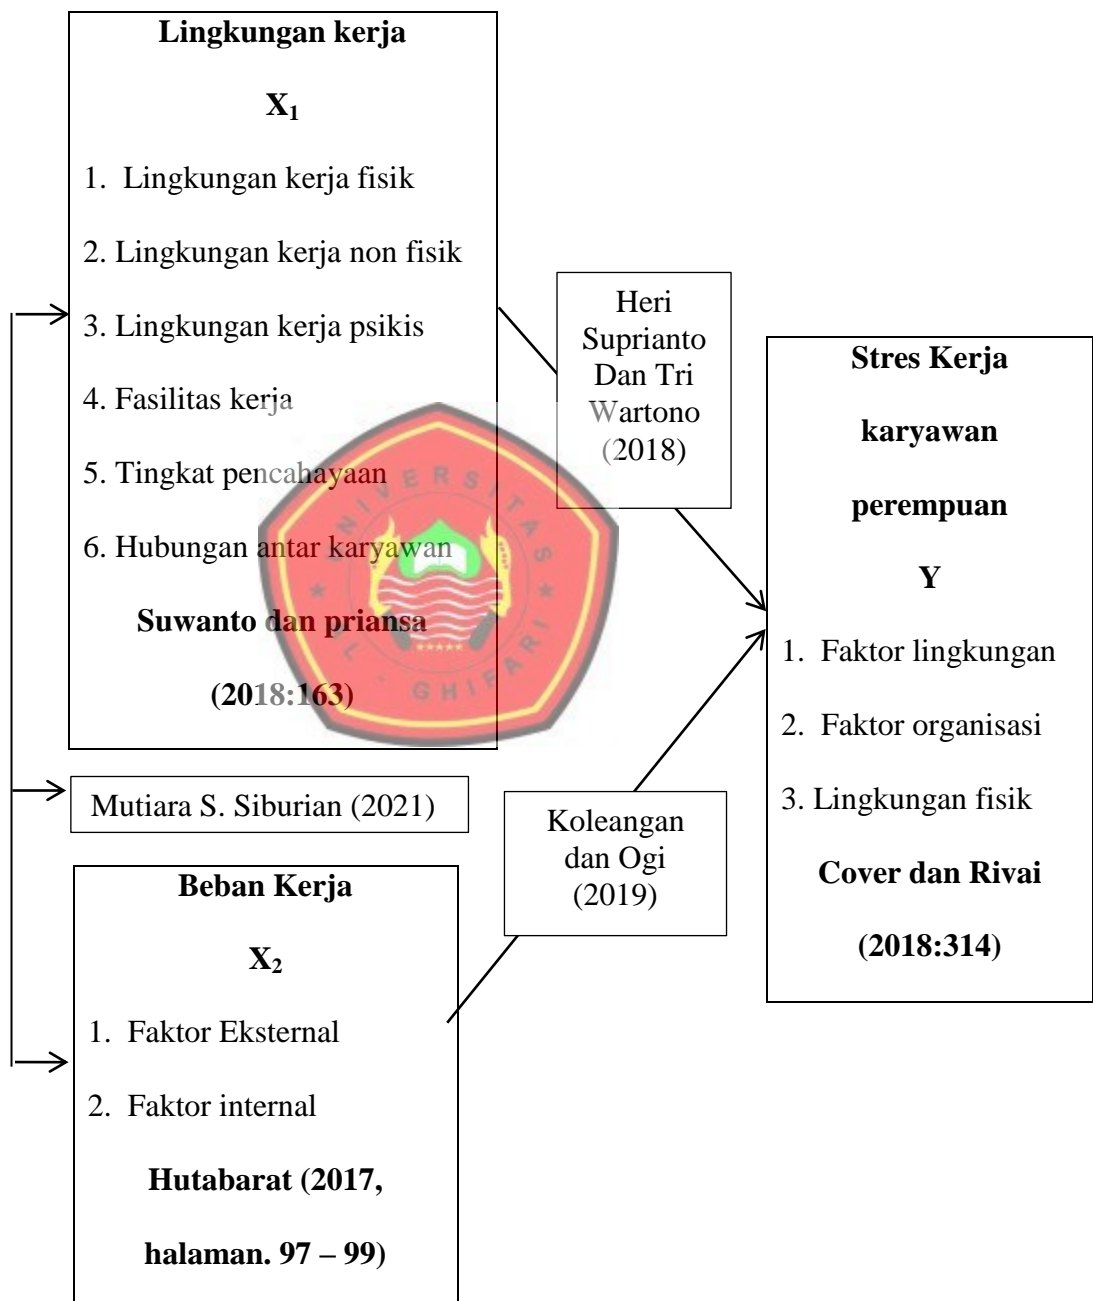 Lingkungan kerja
X₁
1. Lingkungan kerja fisik
2. Lingkungan kerja non fisik
3. Lingkungan kerja psikis
4. Fasilitas kerja
5. Tingkat pencahayaan
6. Hubungan antar karyawan
Suwanto dan priansa
(2018:163)
UNIVERSITAS
AL - GHIFARI
Mutiara S. Siburian (2021)
Beban Kerja
X₂
1. Faktor Eksternal
2. Faktor internal
Hutabarat (2017,
halaman. 97 – 99)
Heri
Suprianto
Dan Tri
Wartono
(2018)
Koleangan
dan Ogi
(2019)
Stres Kerja
karyawan
perempuan
Y
1. Faktor lingkungan
2. Faktor organisasi
3. Lingkungan fisik
Cover dan Rivai
(2018:314)